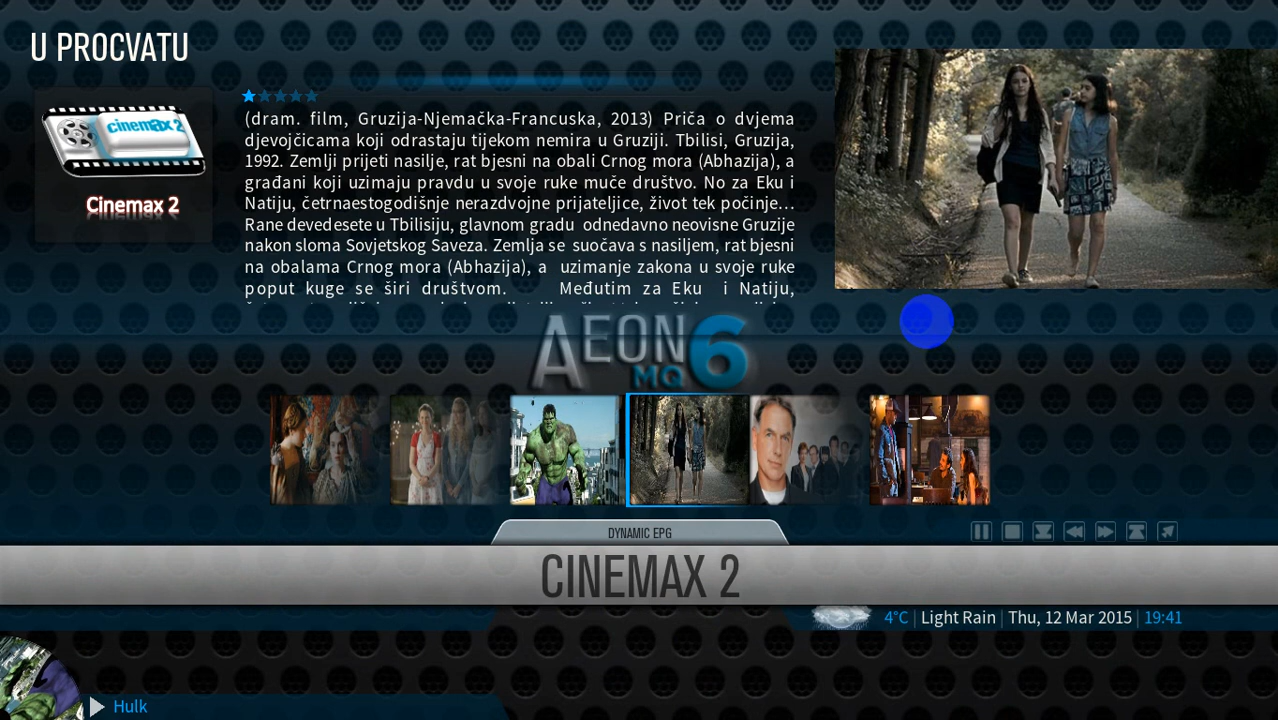 U PROCVATU
cinemax 2
Cinemax 2
(dram. film, Gruzija-Njemačka-Francuska, 2013) Priča o dvjema
djevojčicama koji odrastaju tijekom nemira u Gruziji. Tbilisi, Gruzija,
1992. Zemlji prijeti nasilje, rat bjesni na obali Crnog mora (Abhazija), a
građani koji uzimaju pravdu u svoje ruke muče društvo. No za Eku i
Natiju, četrnaestogodišnje nerazdvojne prijateljice, život tek počinje…
Rane devedesete u Tbilisiju, glavnom gradu odnedavno neovisne Gruzije
nakon sloma Sovjetskog Saveza. Zemlja se suočava s nasiljem, rat bjesni
na obalama Crnog mora (Abhazija), a uzimanje zakona u svoje ruke
poput kuge se širi društvom. Međutim za Eku i Natiju,
AEON
MQ 6
DYNAMIC EPG
CINEMAX 2
4°C | Light Rain | Thu, 12 Mar 2015 | 19:41
Hulk